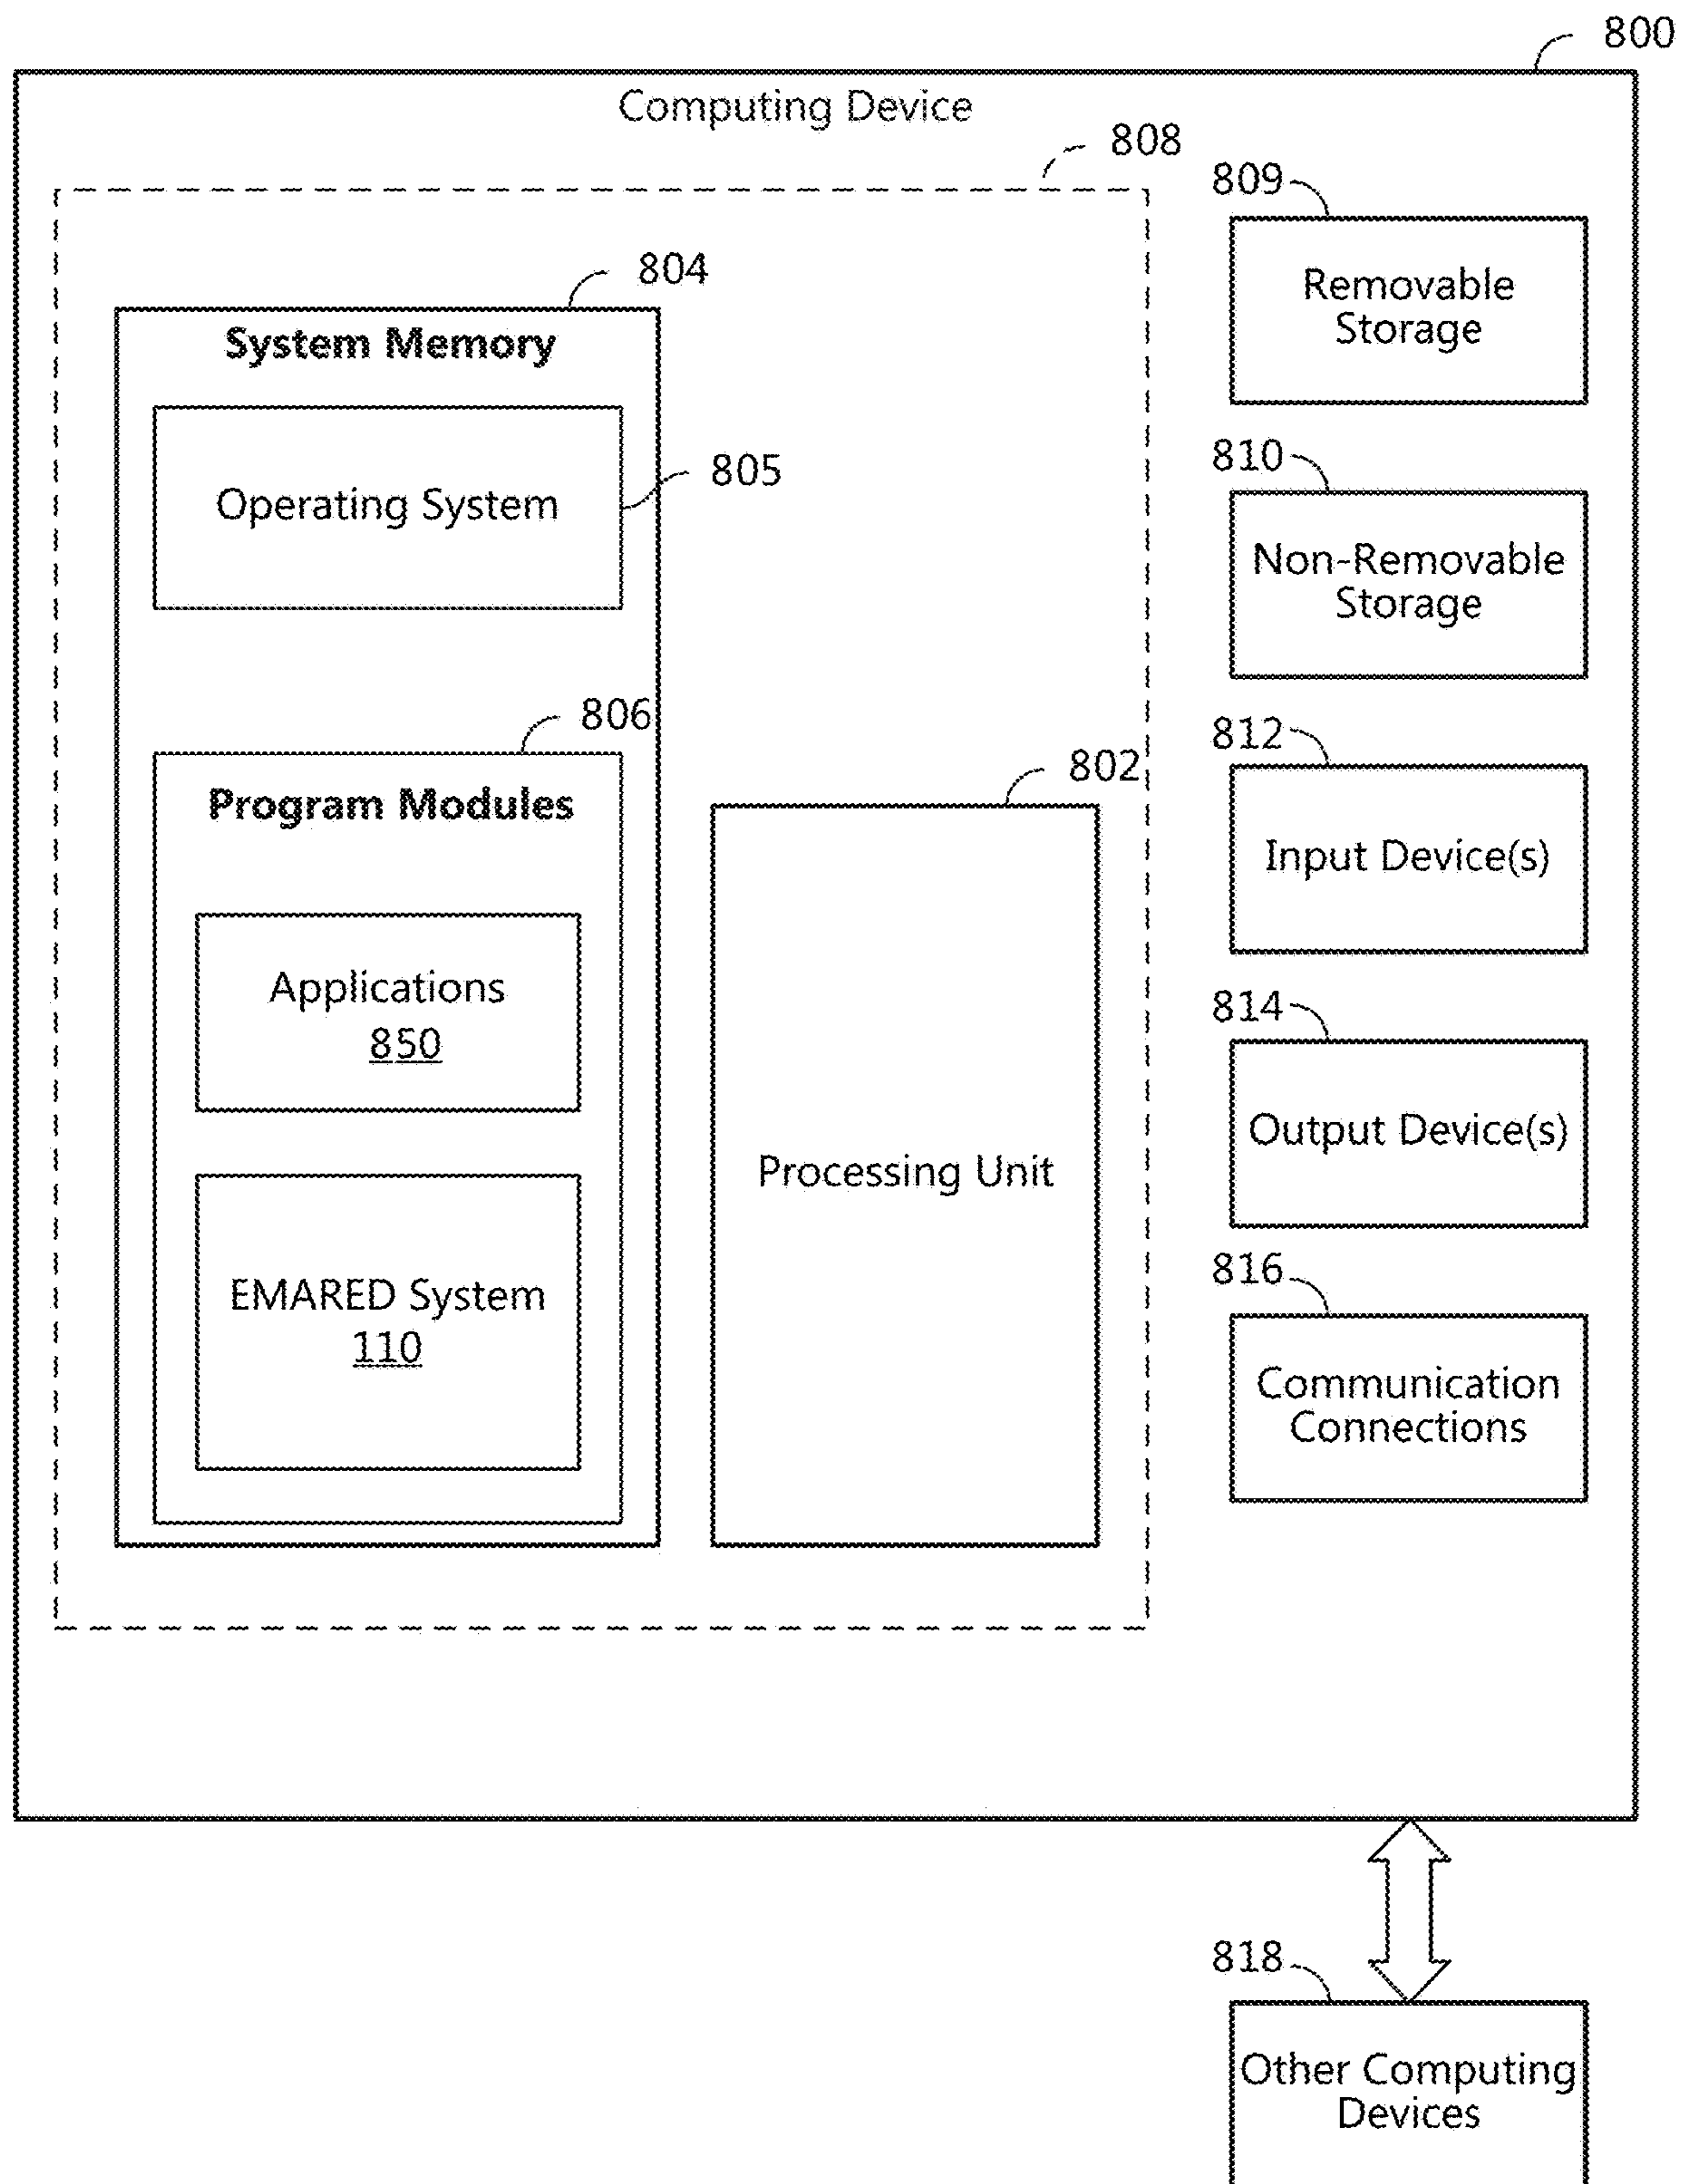 800
Computing Device
808
809
Removable
Storage
804
System Memory
Operating System
805
810
Non-Removable
Storage
806
Program Modules
802
812
Input Device(s)
Applications
850
Processing Unit
814
Output Device(s)
EMARED System
110
816
Communication
Connections
818
Other Computing
Devices